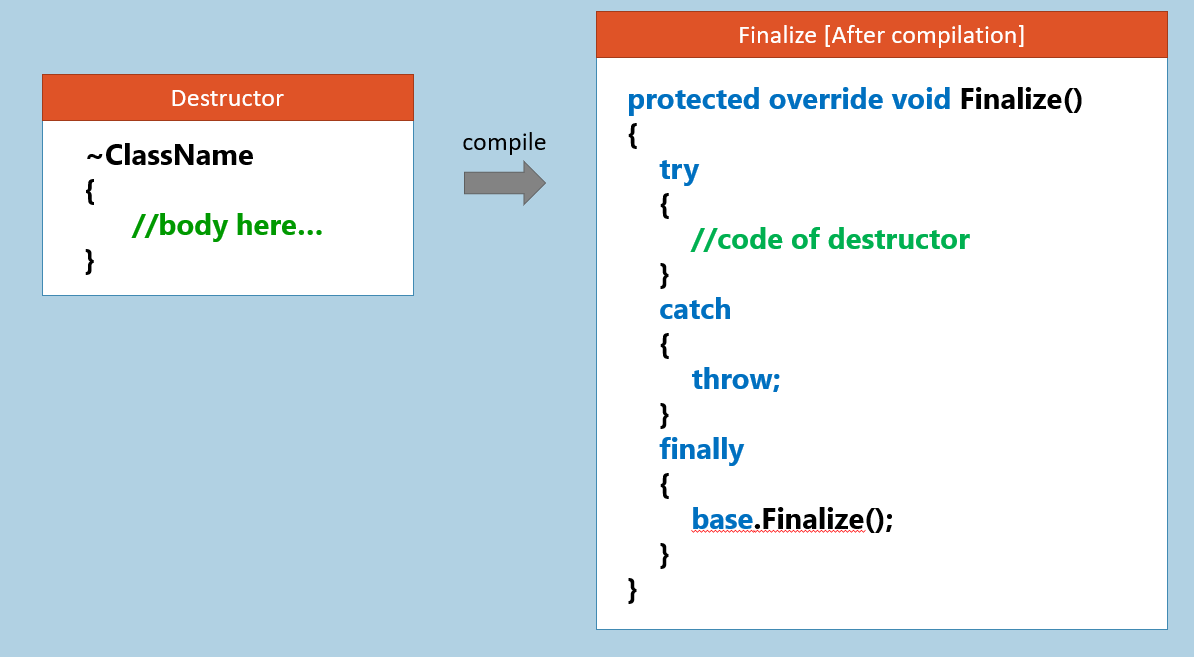 Destructor
~ClassName
{
//body here...
}
compile
Finalize [After compilation]
protected override void Finalize()
{
try
{
//code of destructor
}
catch
{
throw;
}
finally
{
base.Finalize();
}
}